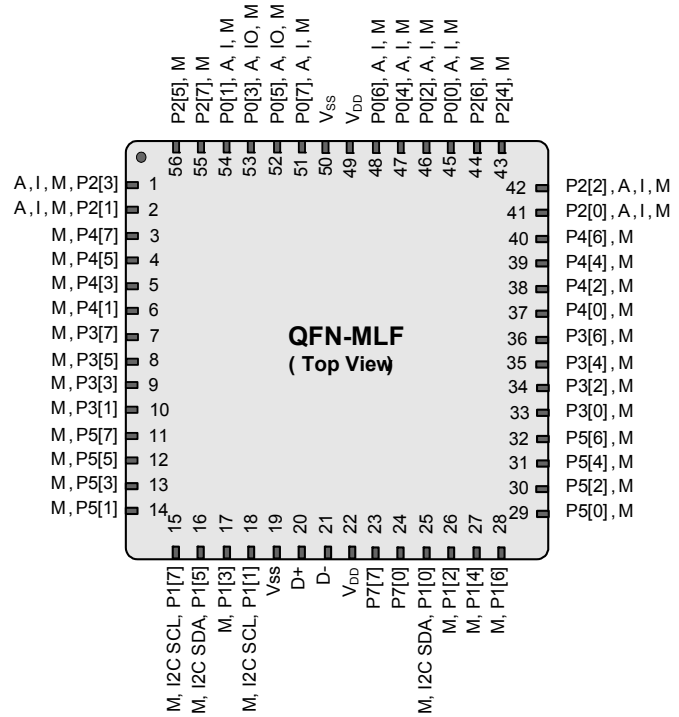 P2[5], M
P2[7], M
P0[1], A, I, M
P0[3], A, IO, M
P0[5], A, IO, M
P0[7], A, I, M
VSS
VDD
P0[6], A, I, M
P0[4], A, I, M
P0[2], A, I, M
P0[0], A, I, M
P2[6], M
P2[4], M
56
55
54
53
52
51
50
49
48
47
46
45
44
43
A, I, M, P2[3] 1
A, I, M, P2[1] 2
M, P4[7] 3
M, P4[5] 4
M, P4[3] 5
M, P4[1] 6
M, P3[7] 7
M, P3[5] 8
M, P3[3] 9
M, P3[1] 10
M, P5[7] 11
M, P5[5] 12
M, P5[3] 13
M, P5[1] 14
QFN-MLF
( Top View)
42 P2[2], A, I, M
41 P2[0], A, I, M
40 P4[6], M
39 P4[4], M
38 P4[2], M
37 P4[0], M
36 P3[6], M
35 P3[4], M
34 P3[2], M
33 P3[0], M
32 P5[6], M
31 P5[4], M
30 P5[2], M
29 P5[0], M
15
16
17
18
19
20
21
22
23
24
25
26
27
28
M, I2C SCL, P1[7]
M, I2C SDA, P1[5]
M, P1[3]
M, I2C SCL, P1[1]
Vss
D+
D-
VDD
P7[7]
P7[0]
M, I2C SDA, P1[0]
M, P1[2]
M, P1[4]
M, P1[6]